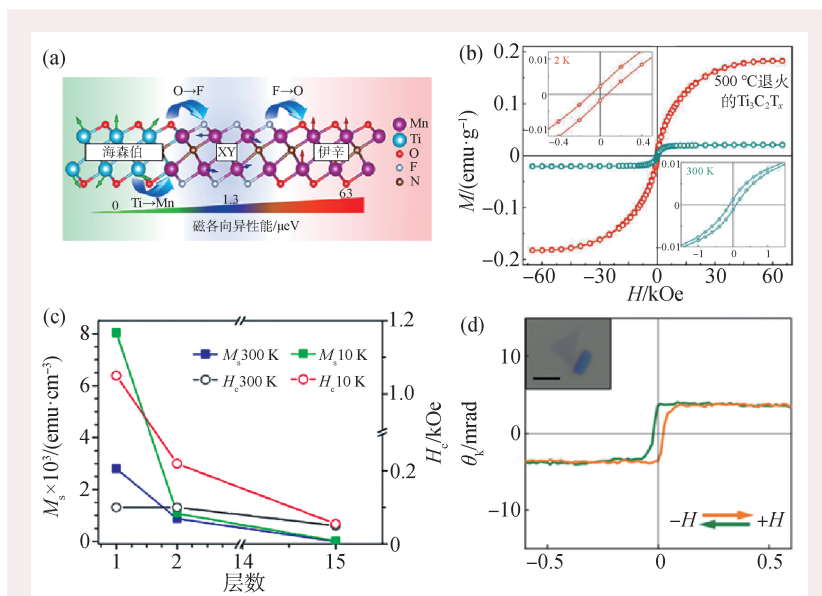 (a)
O→F
F→O
海森伯
XY
伊辛
Mn
Ti
O
F
N
Ti→Mn
0
1.3
63
磁各向异性能/μeV
(b)
0.2
0.1
0
−0.1
−0.2
M/(emu·g⁻¹)
−60
−30
0
30
60
H/kOe
500 ℃退火
的Ti₃C₂Tₓ
2 K
0.01
0
−0.01
−0.4
0
0.4
300 K
0.01
0
−0.01
−1
0
1
(c)
8
6
4
2
0
Mₛ×10³/(emu·cm⁻³)
1.2
1.0
0.2
0
H꜀/kOe
Mₛ300 K
Mₛ10 K
H꜀300 K
H꜀10 K
1
2
14
15
层数
(d)
10
0
−10
θₖ/mrad
−H
+H
−0.5
0
0.5